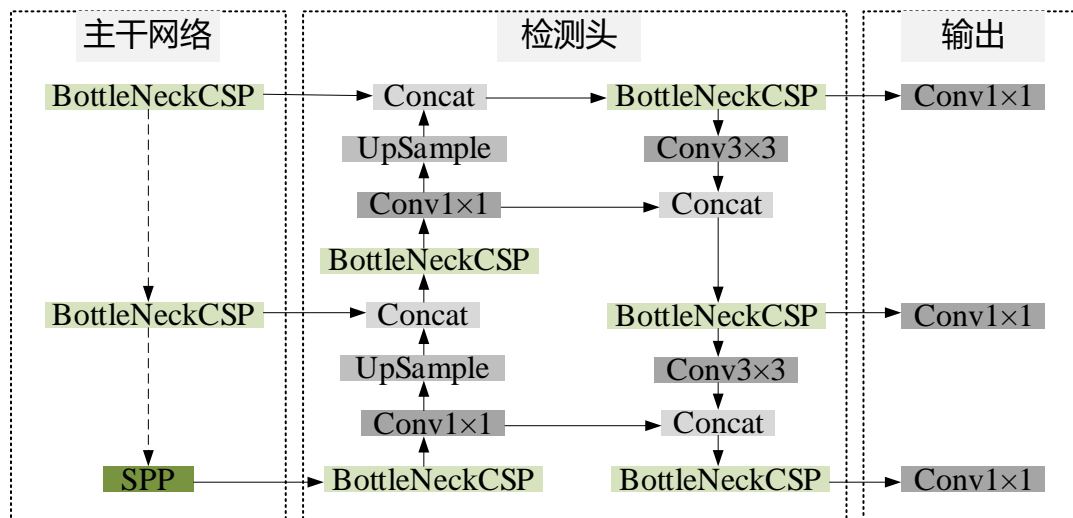 主干网络
检测头
输出
BottleNeckCSP
Concat
BottleNeckCSP
Conv1×1
UpSample
Conv3×3
Conv1×1
Concat
BottleNeckCSP
BottleNeckCSP
Concat
BottleNeckCSP
Conv1×1
UpSample
Conv3×3
Conv1×1
Concat
SPP
BottleNeckCSP
BottleNeckCSP
Conv1×1